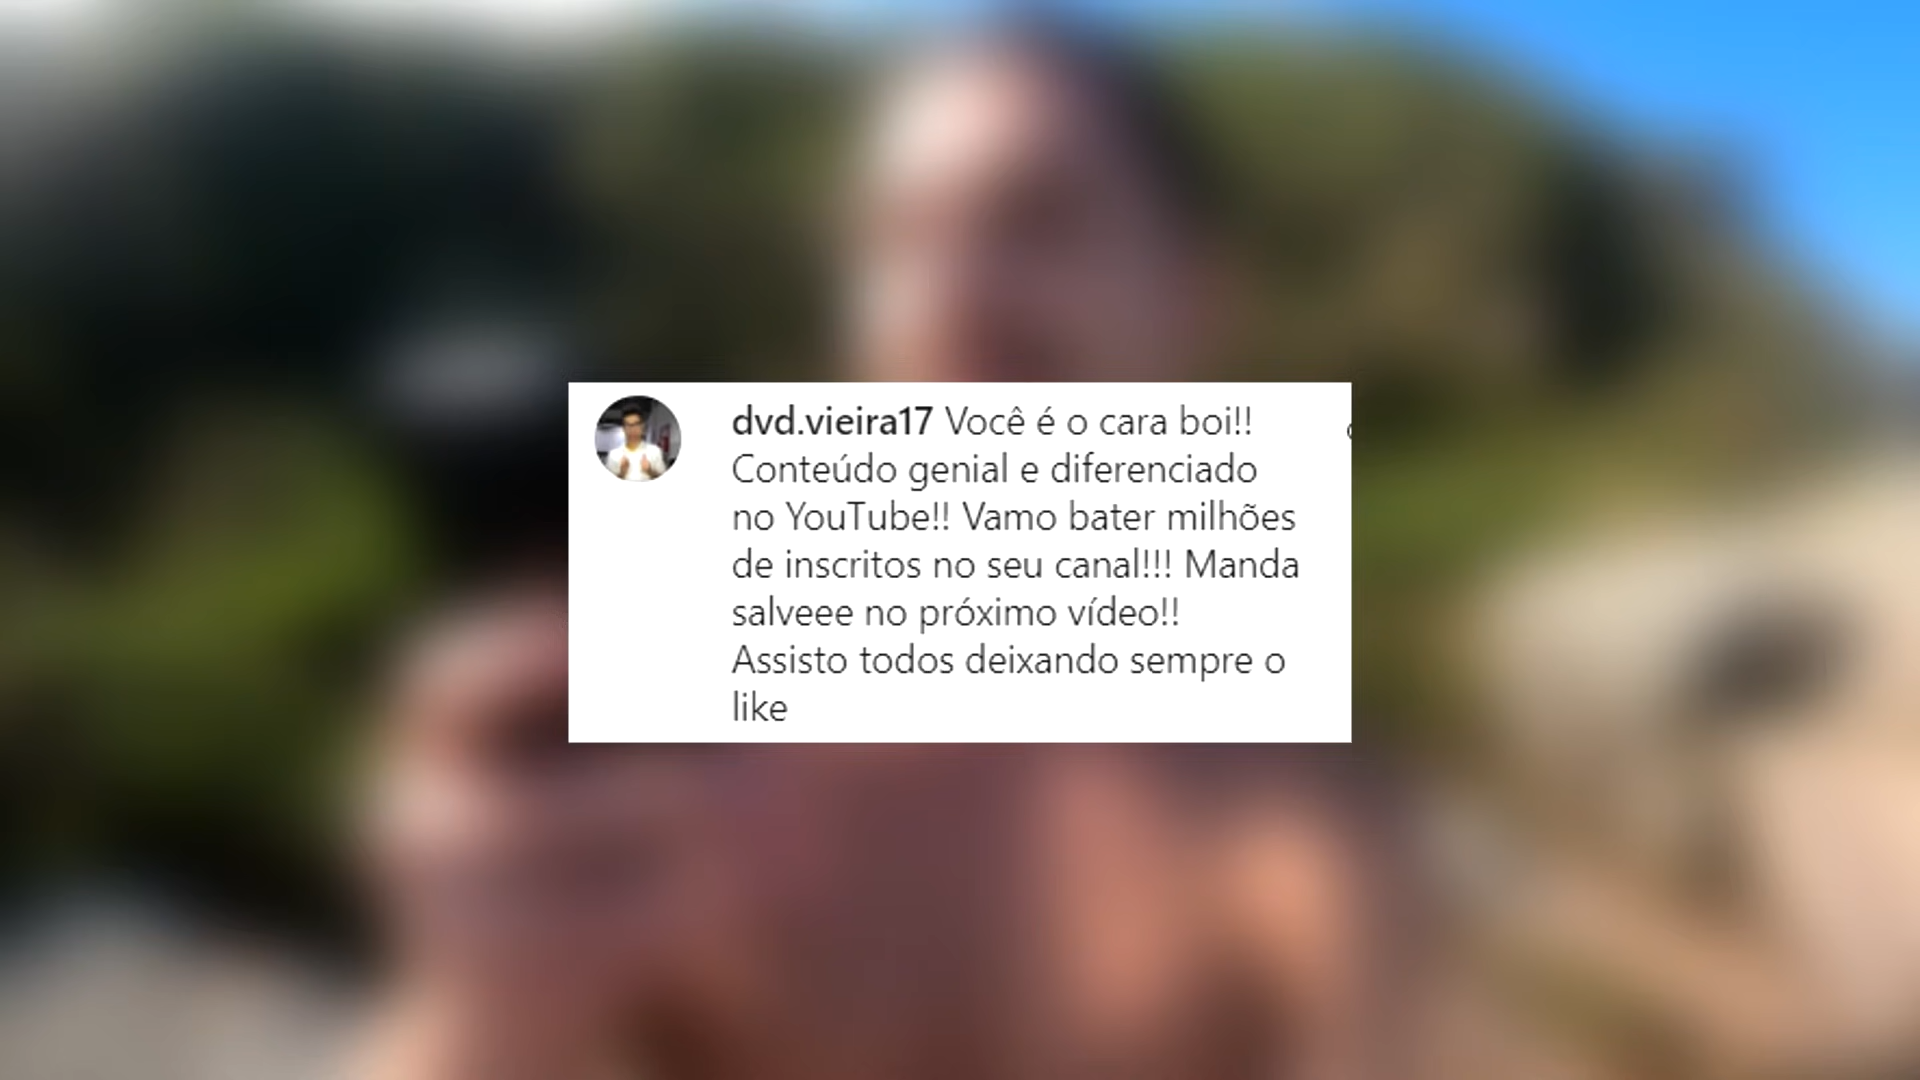 dvd.vieira17 Você é o cara boi!!
Conteúdo genial e diferenciado
no YouTube!! Vamo bater milhões
de inscritos no seu canal!!! Manda
salveee no próximo vídeo!!
Assisto todos deixando sempre o
like